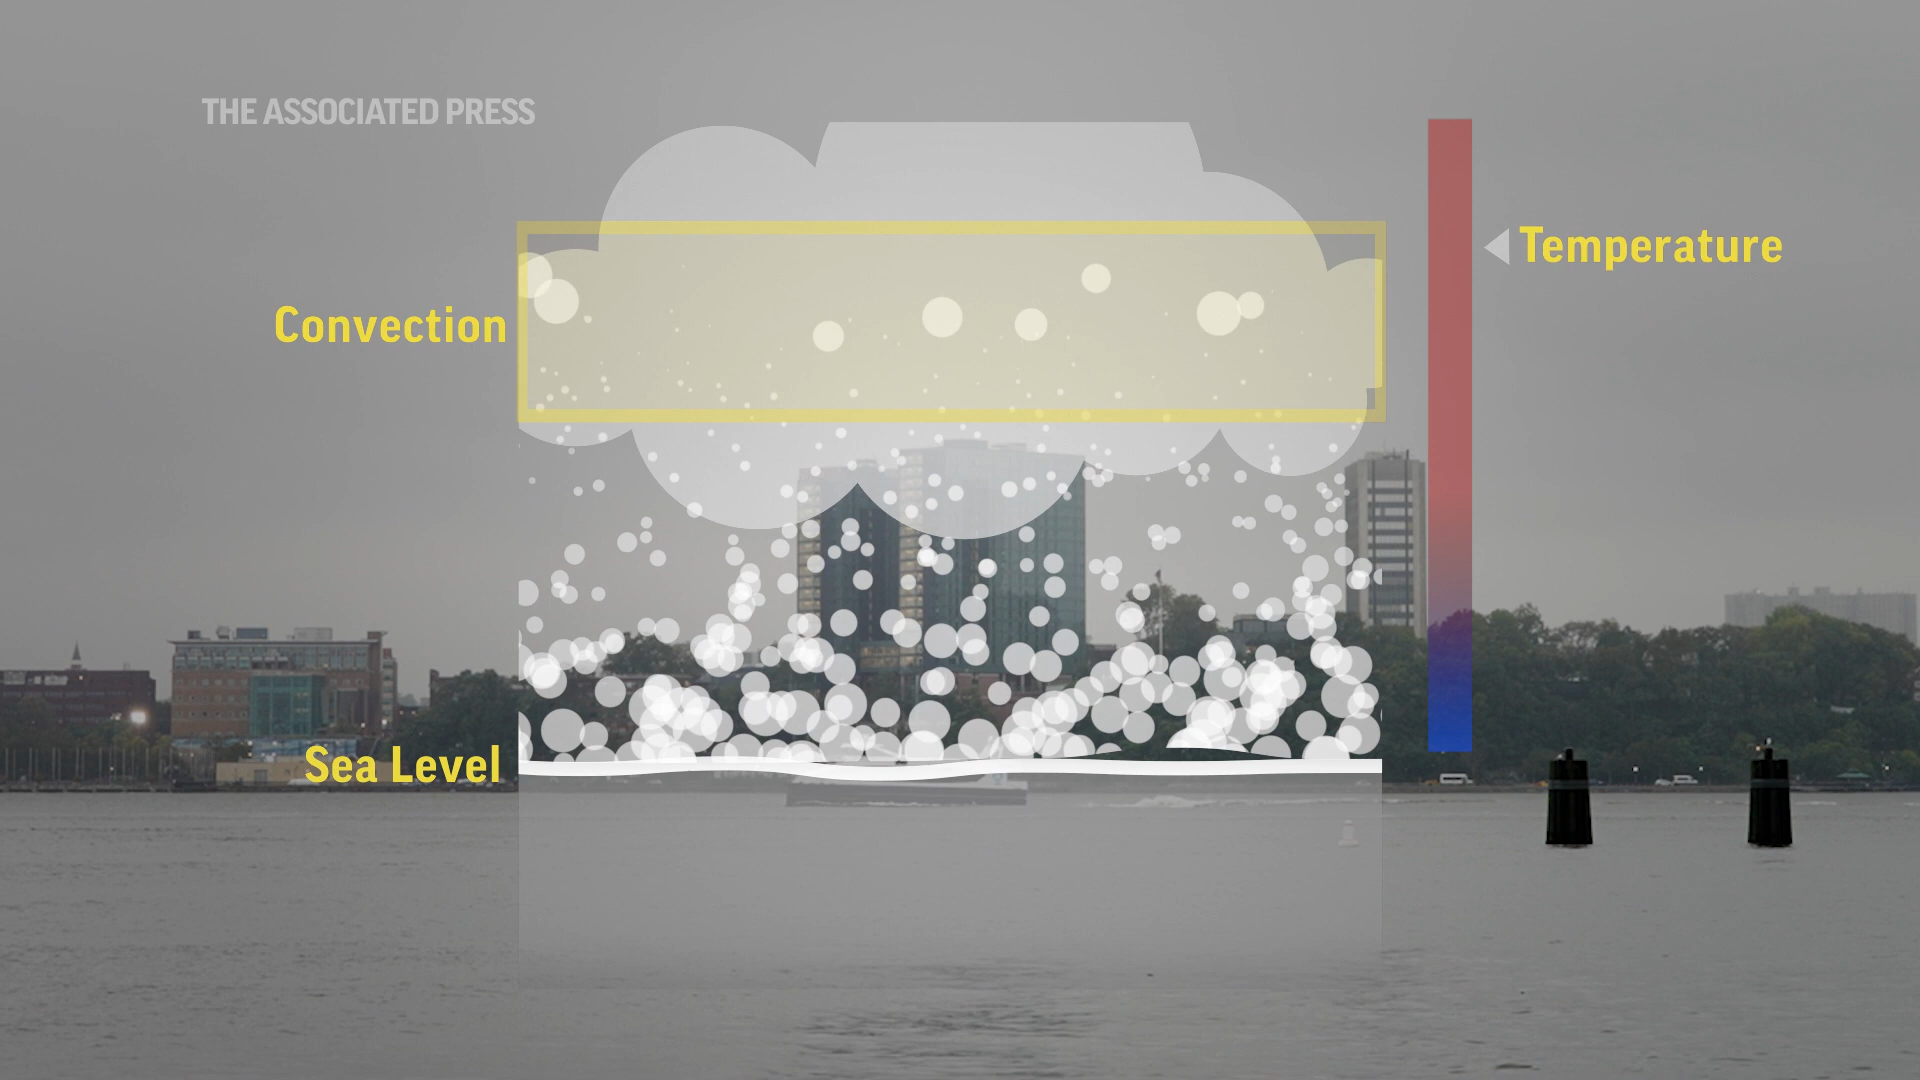 THE ASSOCIATED PRESS
Temperature
Convection
Sea Level